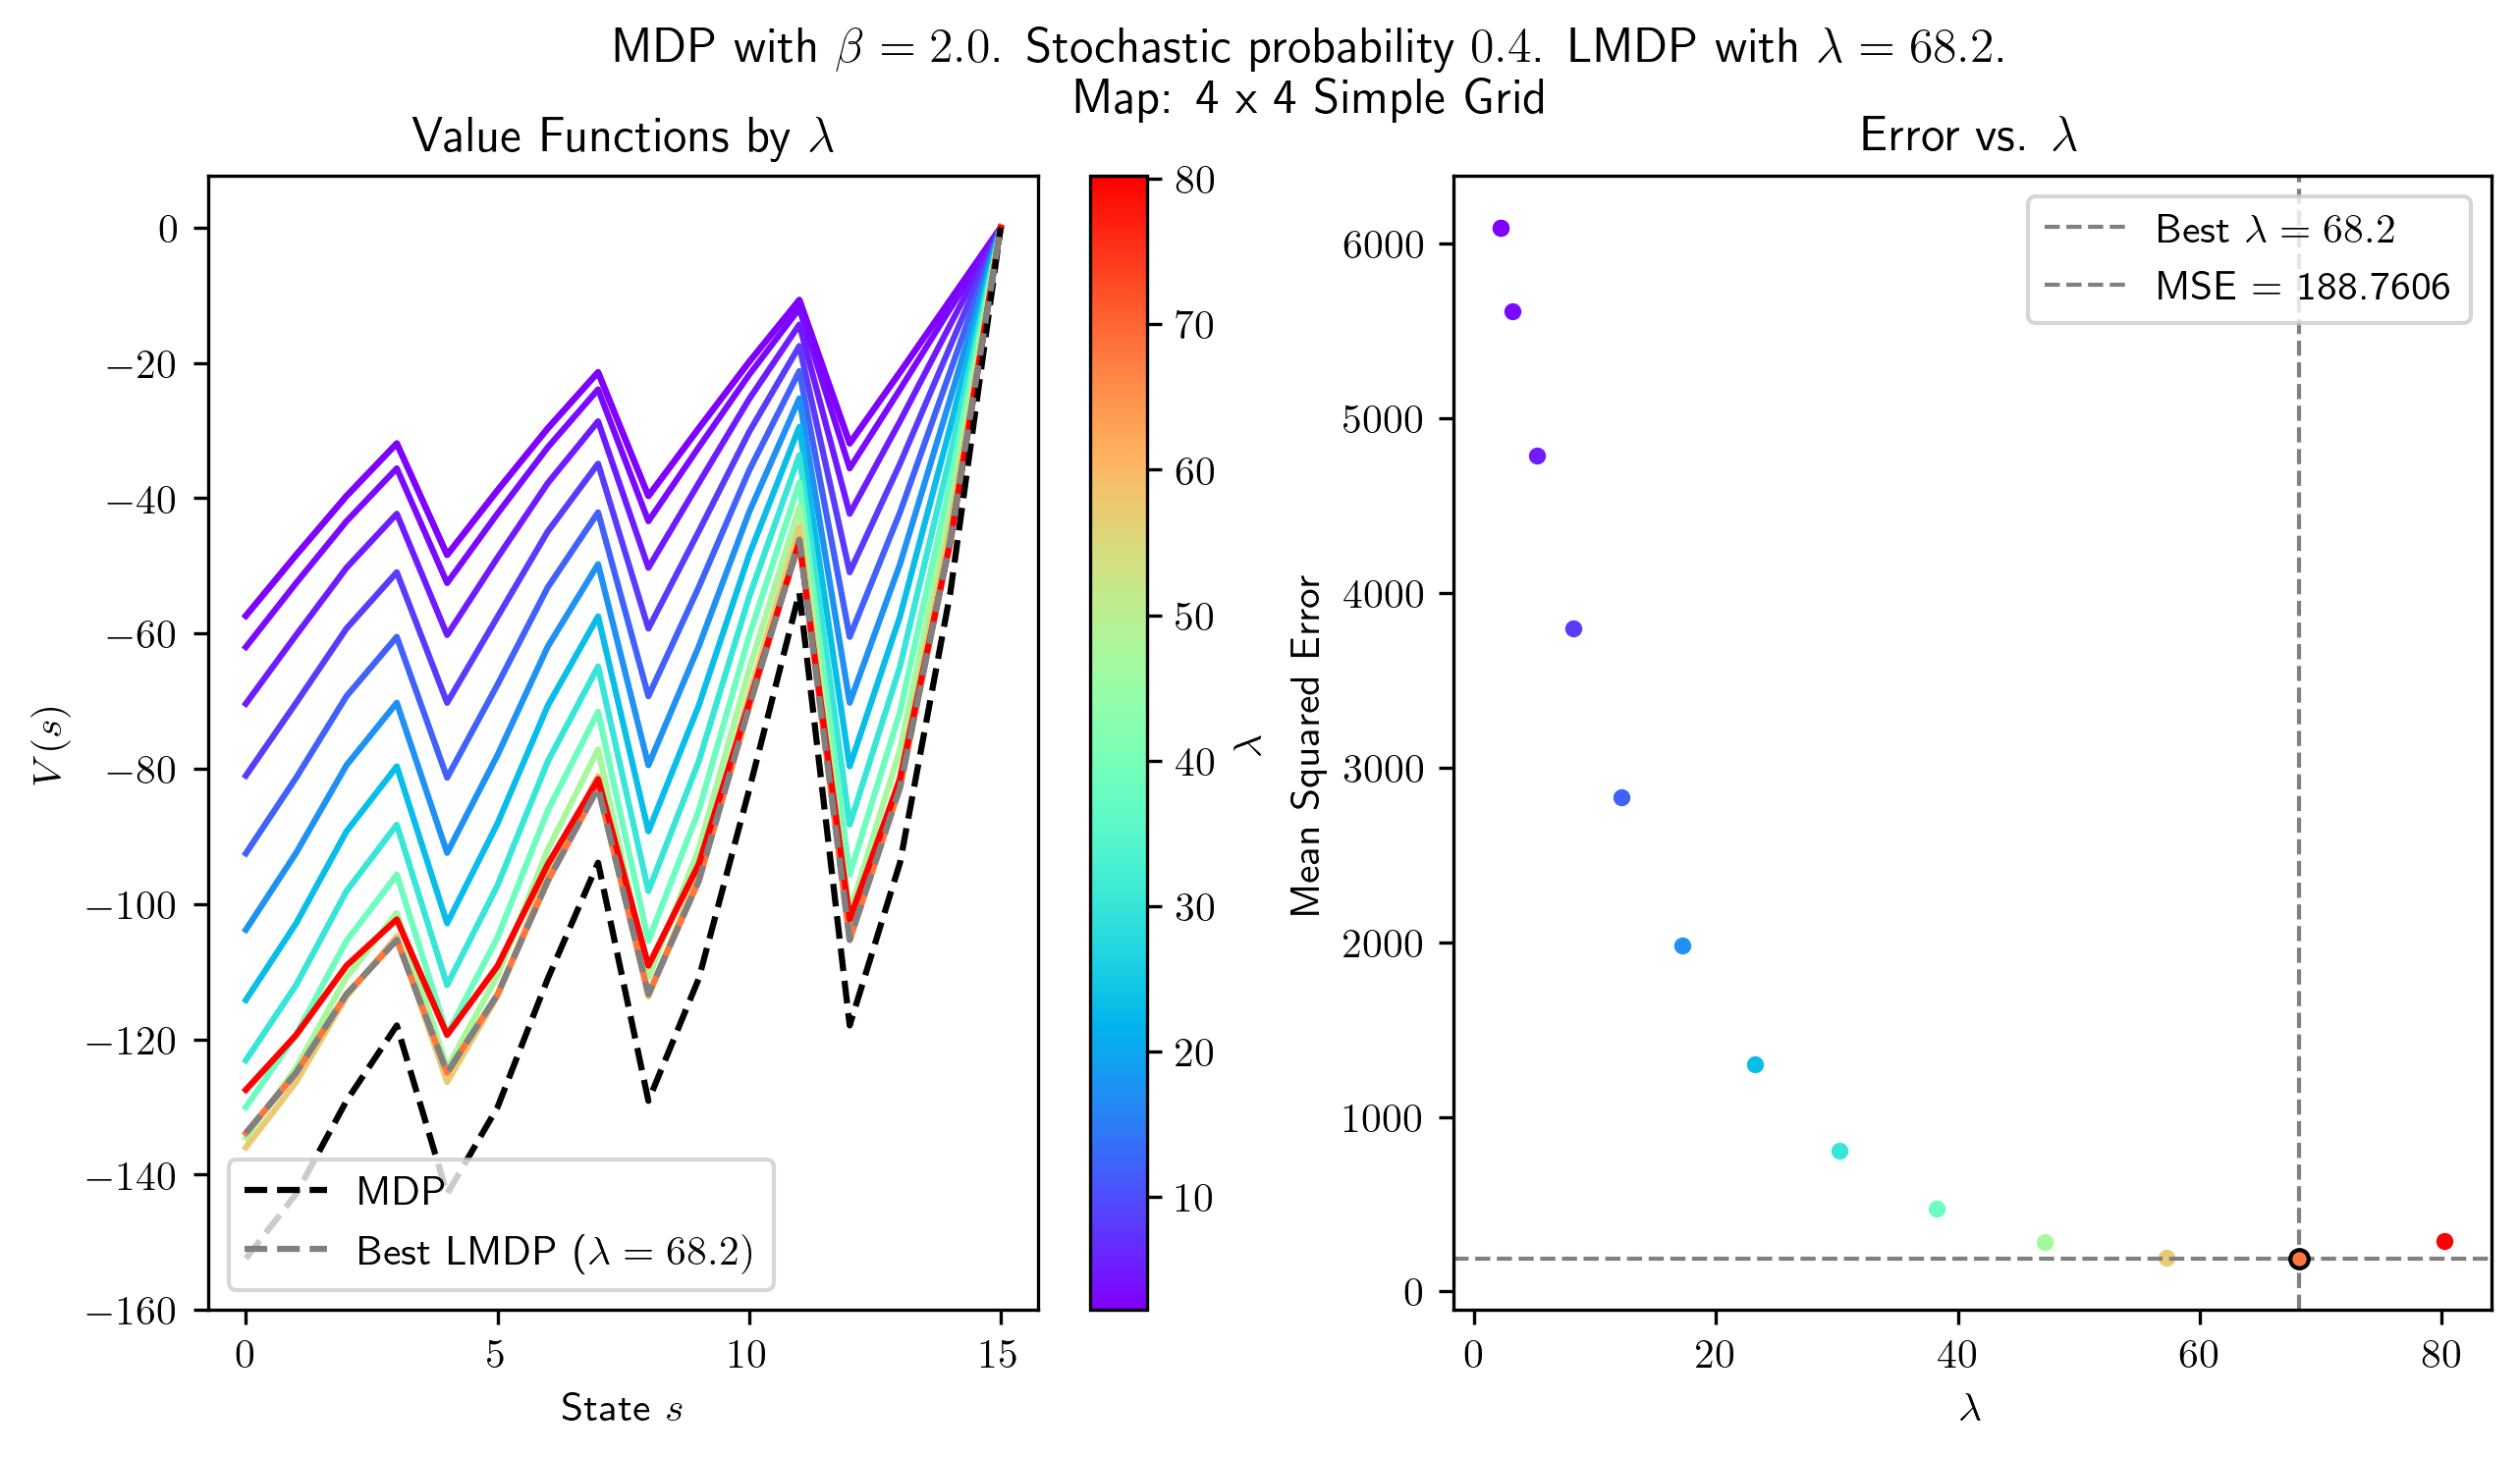 MDP with β = 2.0. Stochastic probability 0.4. LMDP with λ = 68.2.
Map: 4 x 4 Simple Grid
Value Functions by λ
V(s)
0
−20
−40
−60
−80
−100
−120
−140
−160
MDP
Best LMDP (λ = 68.2)
0 5 10 15
State s
80
70
60
50
40
30
20
10
λ
Error vs. λ
Mean Squared Error
6000
5000
4000
3000
2000
1000
0
Best λ = 68.2
MSE = 188.7606
0 20 40 60 80
λ